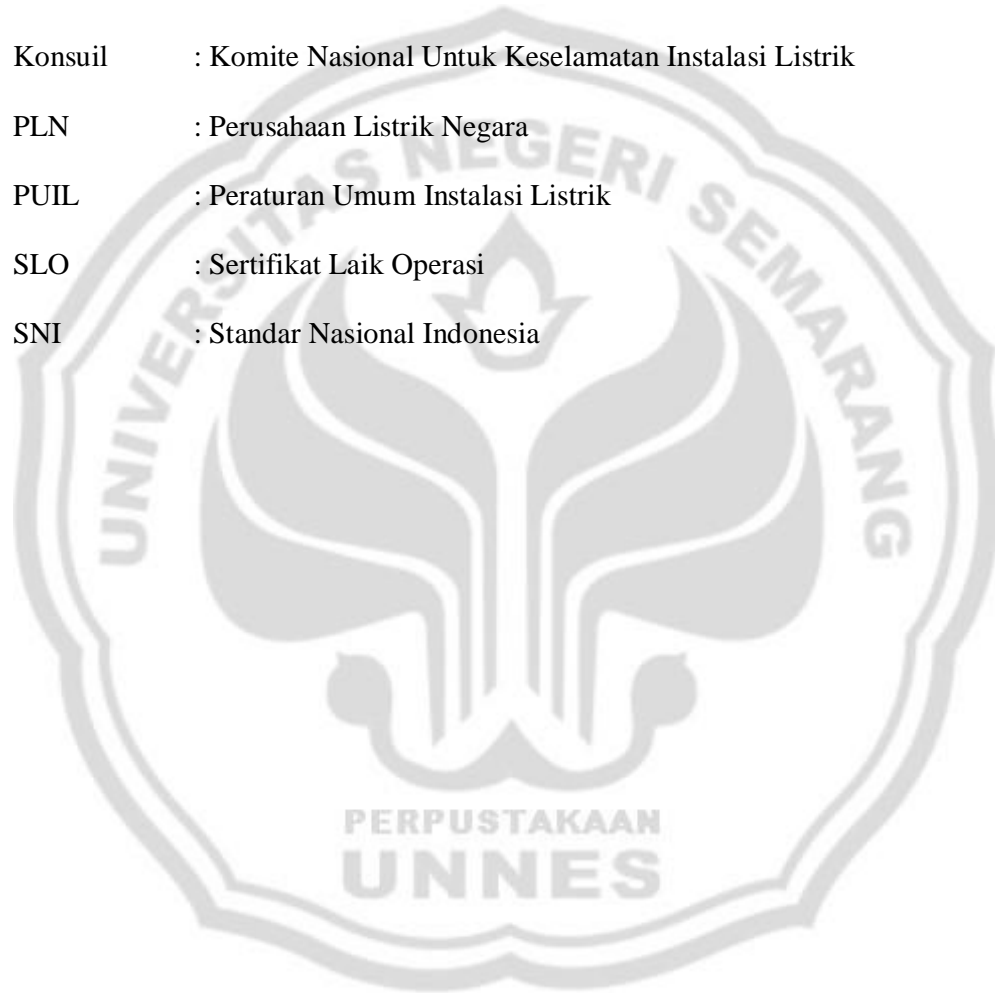 Konsuil : Komite Nasional Untuk Keselamatan Instalasi Listrik
PLN : Perusahaan Listrik Negara
PUIL : Peraturan Umum Instalasi Listrik
SLO : Sertifikat Laik Operasi
SNI : Standar Nasional Indonesia
UNIVERSITAS NEGERI SEMARANG
PERPUSTAKAAN
UNNES